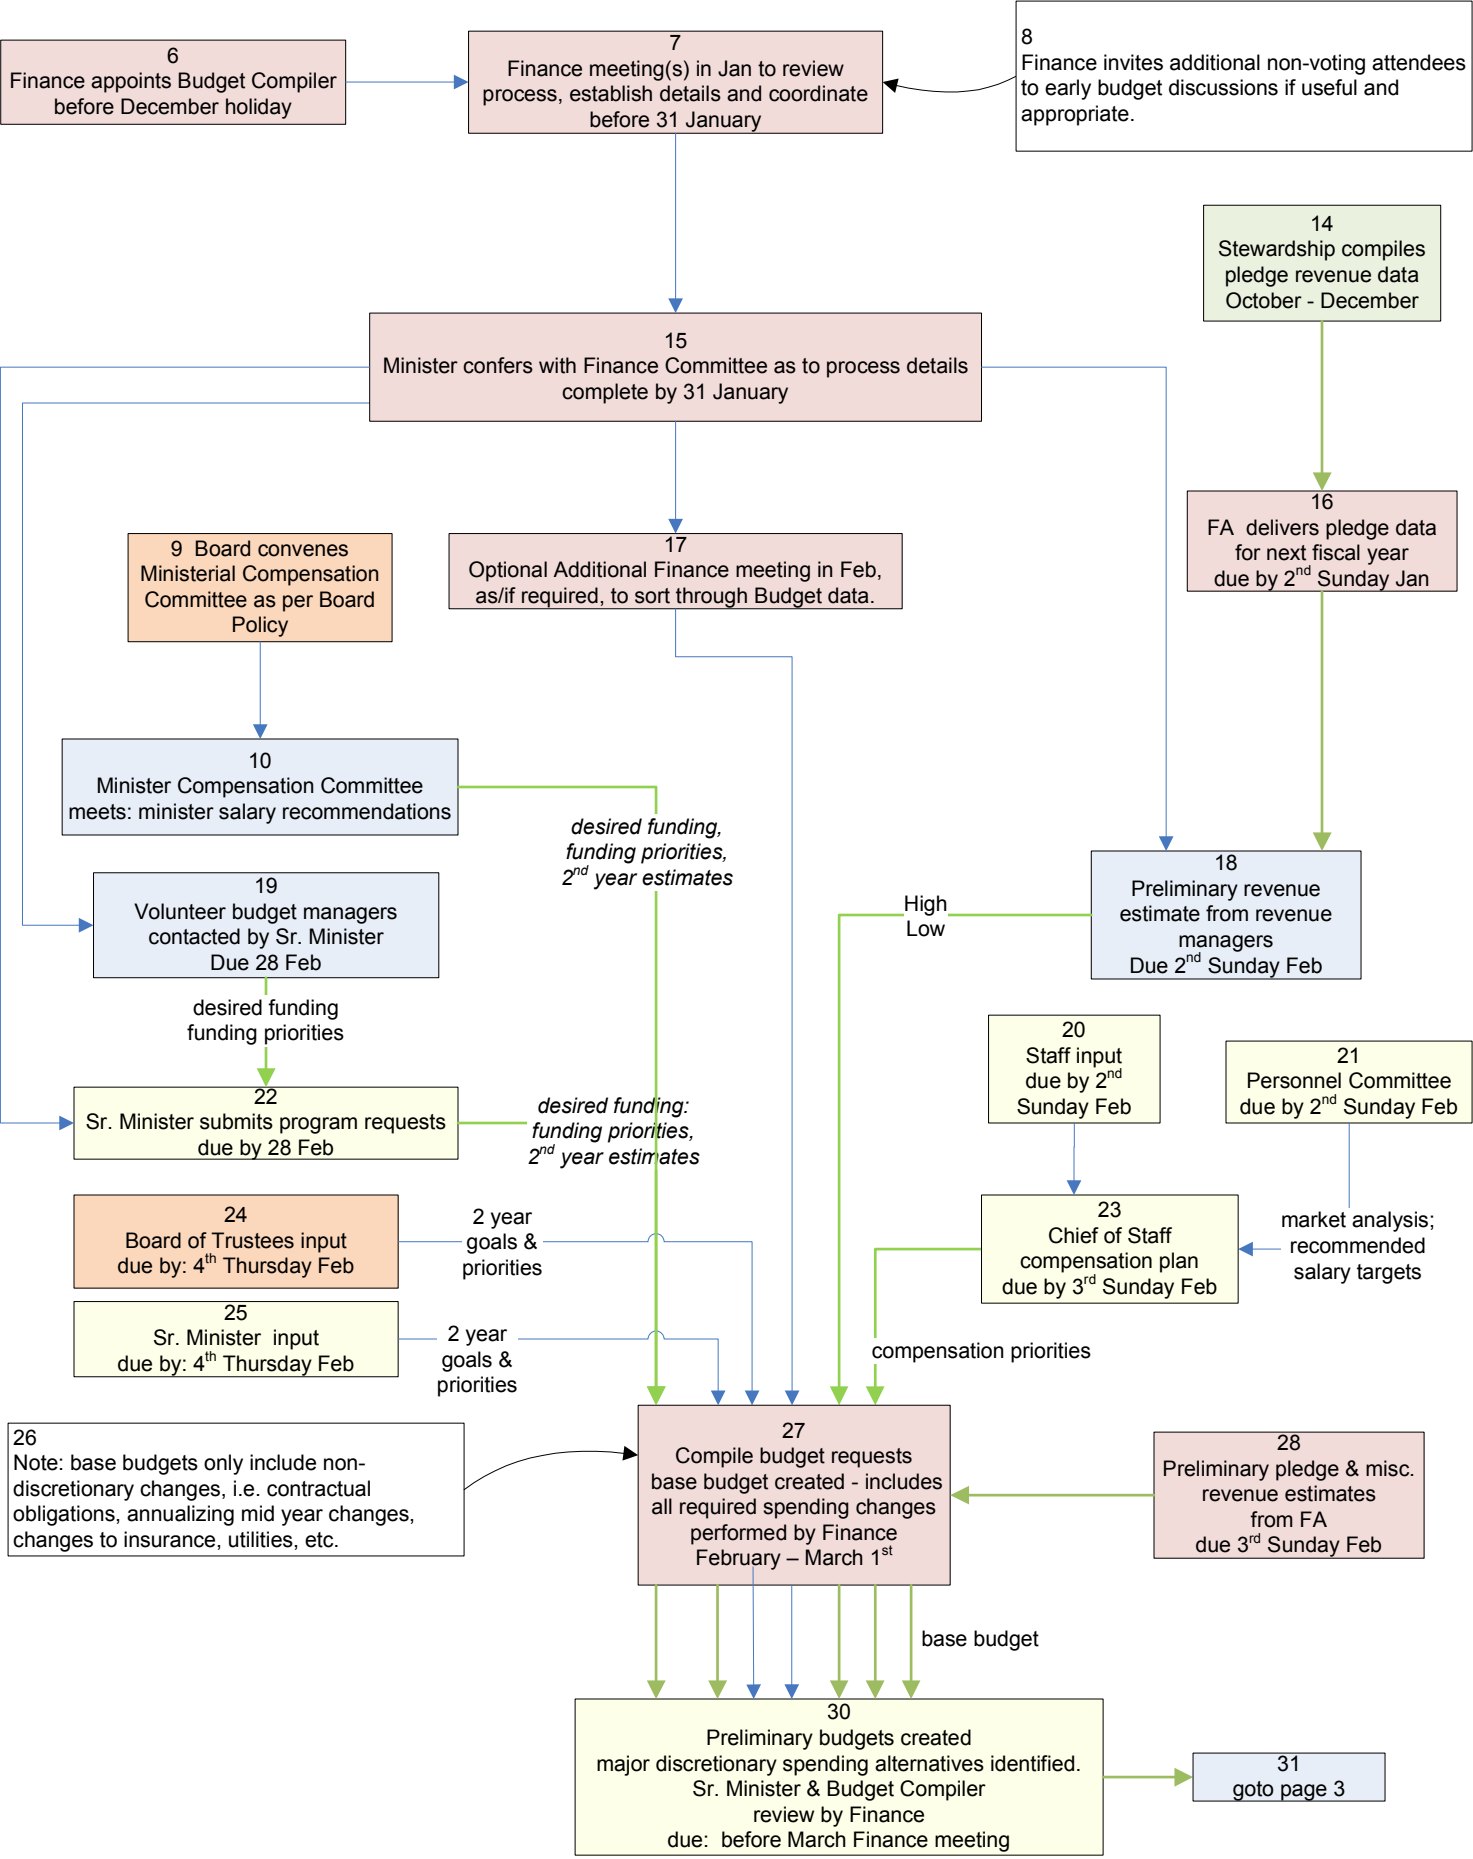 6
Finance appoints Budget Compiler
before December holiday
7
Finance meeting(s) in Jan to review
process, establish details and coordinate
before 31 January
8
Finance invites additional non-voting attendees
to early budget discussions if useful and
appropriate.
14
Stewardship compiles
pledge revenue data
October - December
15
Minister confers with Finance Committee as to process details
complete by 31 January
16
FA delivers pledge data
for next fiscal year
due by 2nd Sunday Jan
9 Board convenes
Ministerial Compensation
Committee as per Board
Policy
17
Optional Additional Finance meeting in Feb,
as/if required, to sort through Budget data.
10
Minister Compensation Committee
meets: minister salary recommendations
desired funding,
funding priorities,
2nd year estimates
18
Preliminary revenue
estimate from revenue
managers
Due 2nd Sunday Feb
High
Low
19
Volunteer budget managers
contacted by Sr. Minister
Due 28 Feb
desired funding
funding priorities
20
Staff input
due by 2nd
Sunday Feb
21
Personnel Committee
due by 2nd Sunday Feb
22
Sr. Minister submits program requests
due by 28 Feb
desired funding:
funding priorities,
2nd year estimates
23
Chief of Staff
compensation plan
due by 3rd Sunday Feb
market analysis;
recommended
salary targets
24
Board of Trustees input
due by: 4th Thursday Feb
2 year
goals &
priorities
25
Sr. Minister input
due by: 4th Thursday Feb
2 year
goals &
priorities
compensation priorities
26
Note: base budgets only include non-
discretionary changes, i.e. contractual
obligations, annualizing mid year changes,
changes to insurance, utilities, etc.
27
Compile budget requests
base budget created - includes
all required spending changes
performed by Finance
February – March 1st
28
Preliminary pledge & misc.
revenue estimates
from FA
due 3rd Sunday Feb
base budget
30
Preliminary budgets created
major discretionary spending alternatives identified.
Sr. Minister & Budget Compiler
review by Finance
due: before March Finance meeting
31
goto page 3